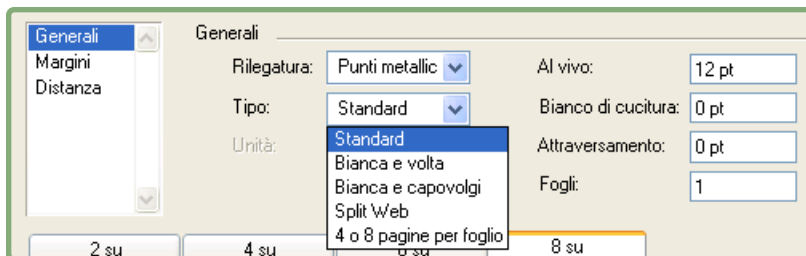 Generali
Margini
Distanza
Generali
Rilegatura: Punti metallic
Tipo: Standard
Unità:
Standard
Bianca e volta
Bianca e capovolgi
Split Web
4 o 8 pagine per foglio
Al vivo: 12 pt
Bianco di cucitura: 0 pt
Attraversamento: 0 pt
Fogli: 1
2 su 4 su 8 su